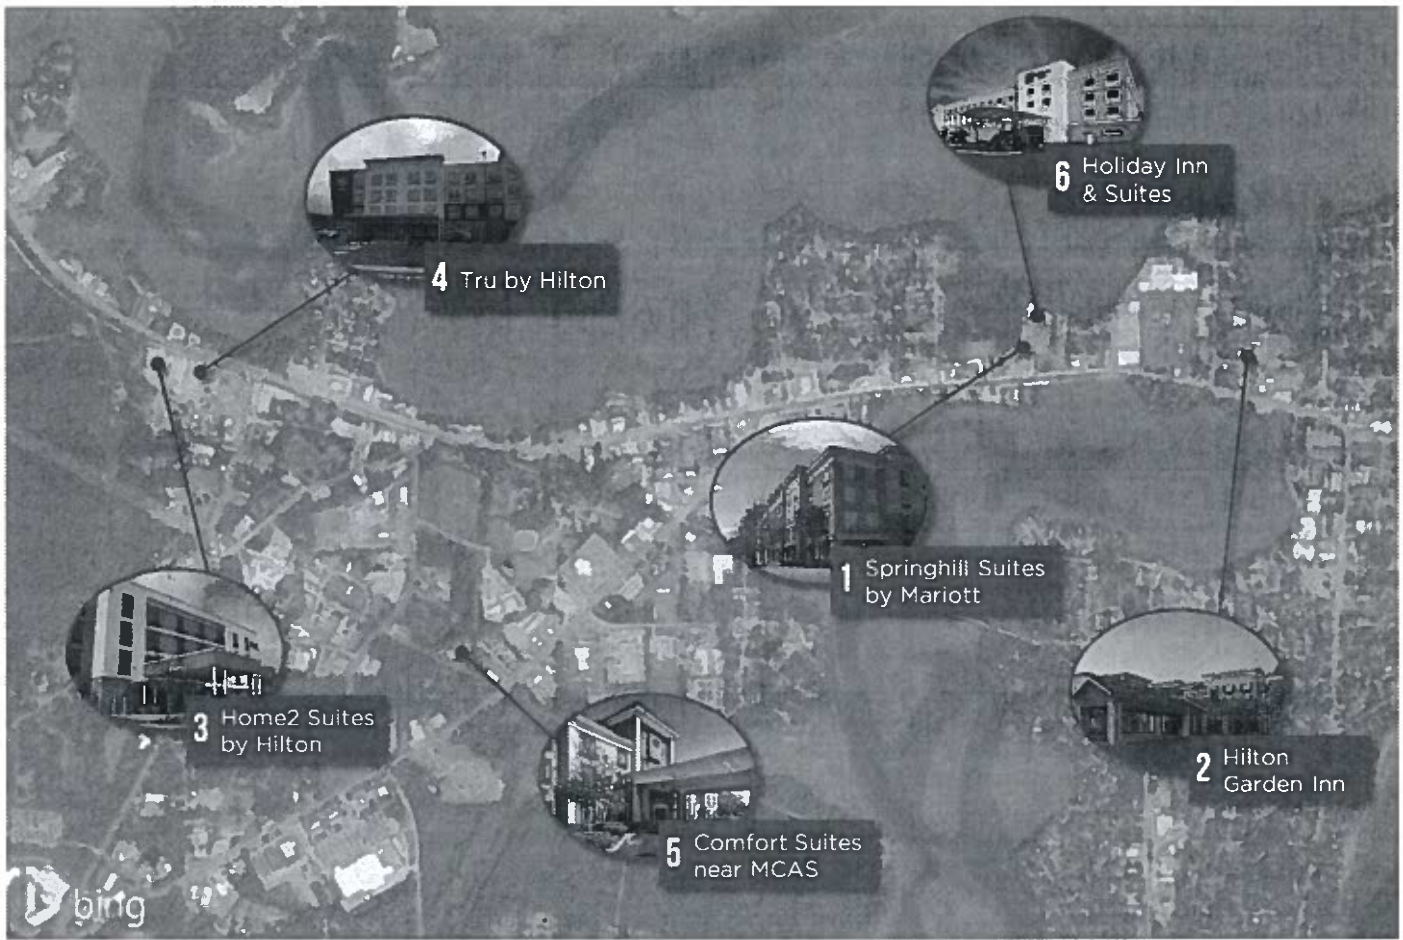 6 Holiday Inn
& Suites
4 Tru by Hilton
1 Springhill Suites
by Mariott
3 Home2 Suites
by Hilton
2 Hilton
Garden Inn
5 Comfort Suites
near MCAS
bing